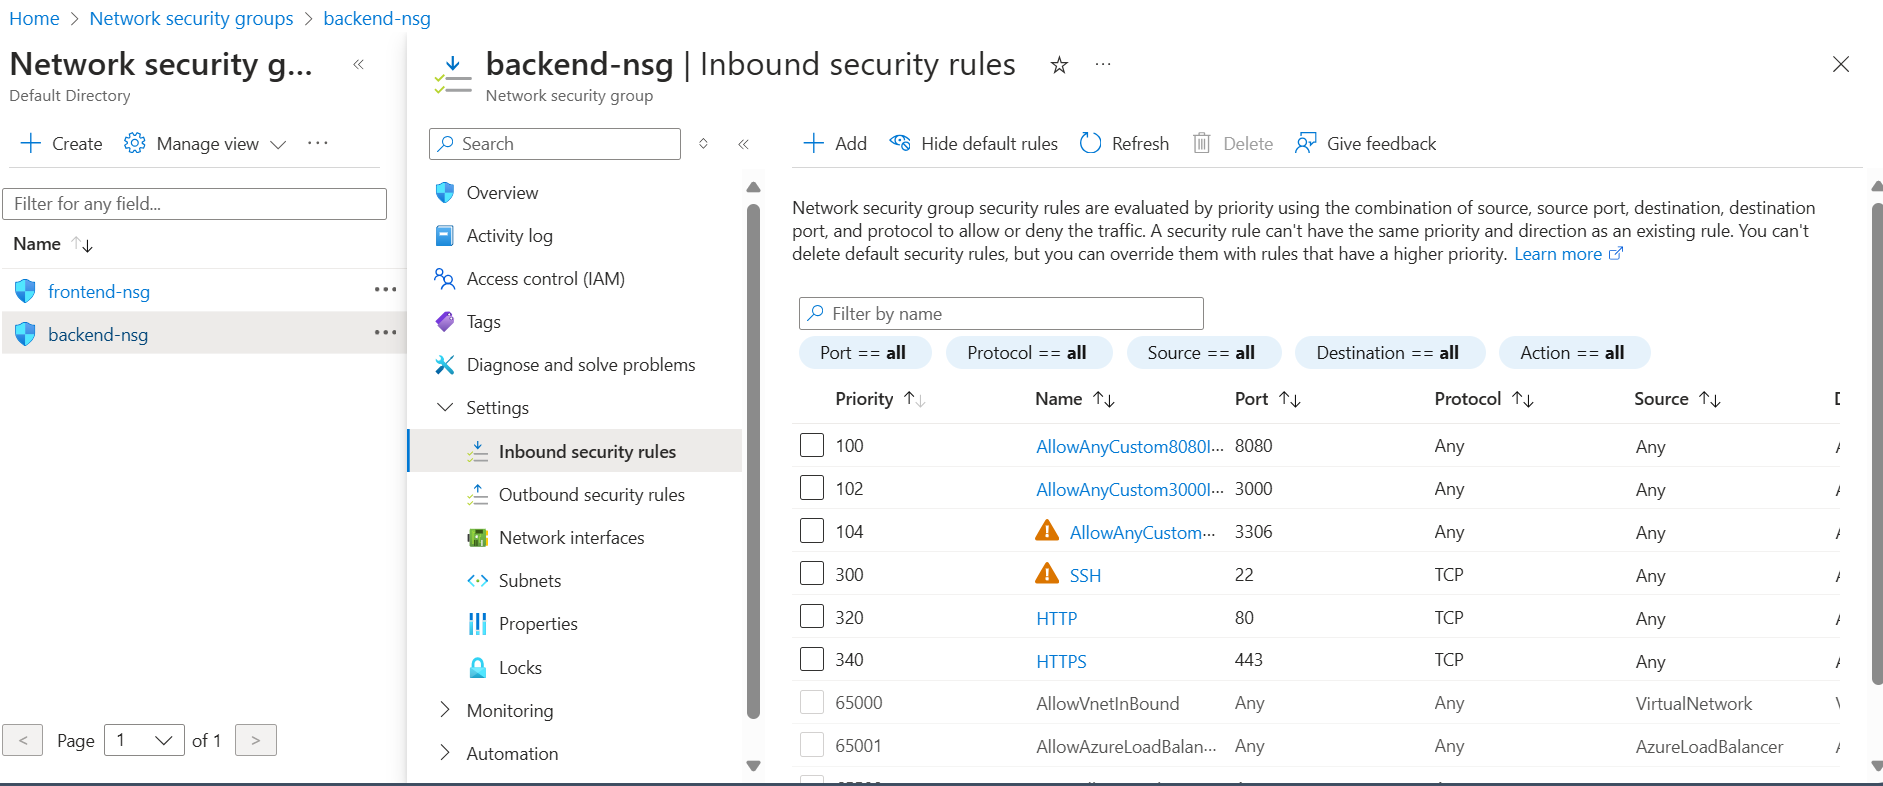 Home > Network security groups > backend-nsg
Network security g...
Default Directory
Create Manage view ...
Filter for any field...
Name
frontend-nsg
backend-nsg
< Page 1 of 1 >
backend-nsg | Inbound security rules
Network security group
Search
Overview
Activity log
Access control (IAM)
Tags
Diagnose and solve problems
Settings
Inbound security rules
Outbound security rules
Network interfaces
Subnets
Properties
Locks
Monitoring
Automation
Add Hide default rules Refresh Delete Give feedback
Network security group security rules are evaluated by priority using the combination of source, source port, destination, destination
port, and protocol to allow or deny the traffic. A security rule can't have the same priority and direction as an existing rule. You can't
delete default security rules, but you can override them with rules that have a higher priority. Learn more
Filter by name
Port == all Protocol == all Source == all Destination == all Action == all
Priority Name Port Protocol Source
100 AllowAnyCustom8080I... 8080 Any Any
102 AllowAnyCustom3000I... 3000 Any Any
104 AllowAnyCustom... 3306 Any Any
300 SSH 22 TCP Any
320 HTTP 80 TCP Any
340 HTTPS 443 TCP Any
65000 AllowVnetInBound Any Any VirtualNetwork
65001 AllowAzureLoadBalan... Any Any AzureLoadBalancer